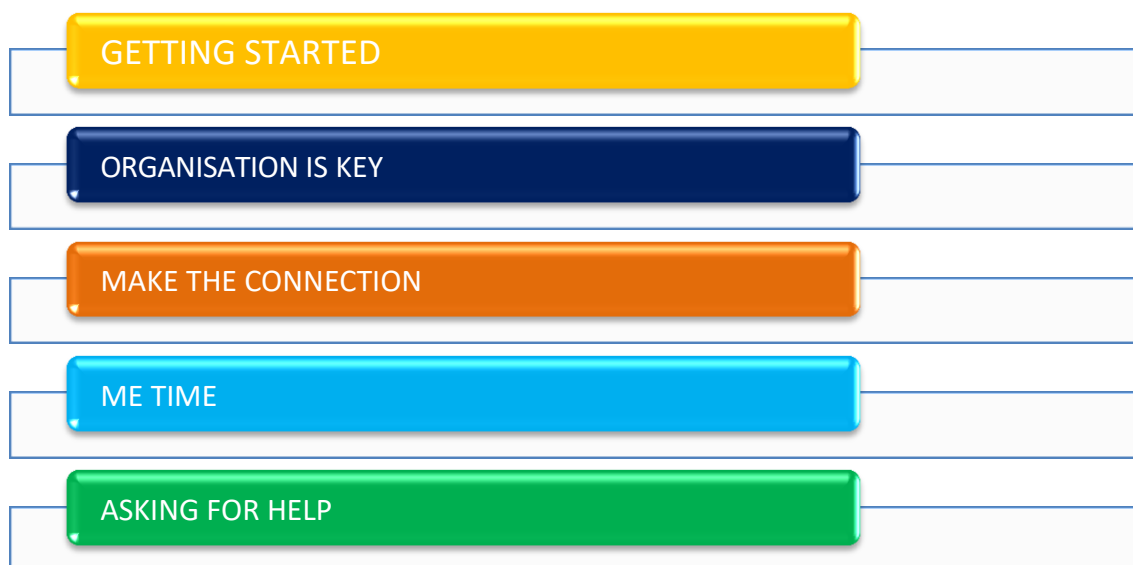 GETTING STARTED
ORGANISATION IS KEY
MAKE THE CONNECTION
ME TIME
ASKING FOR HELP